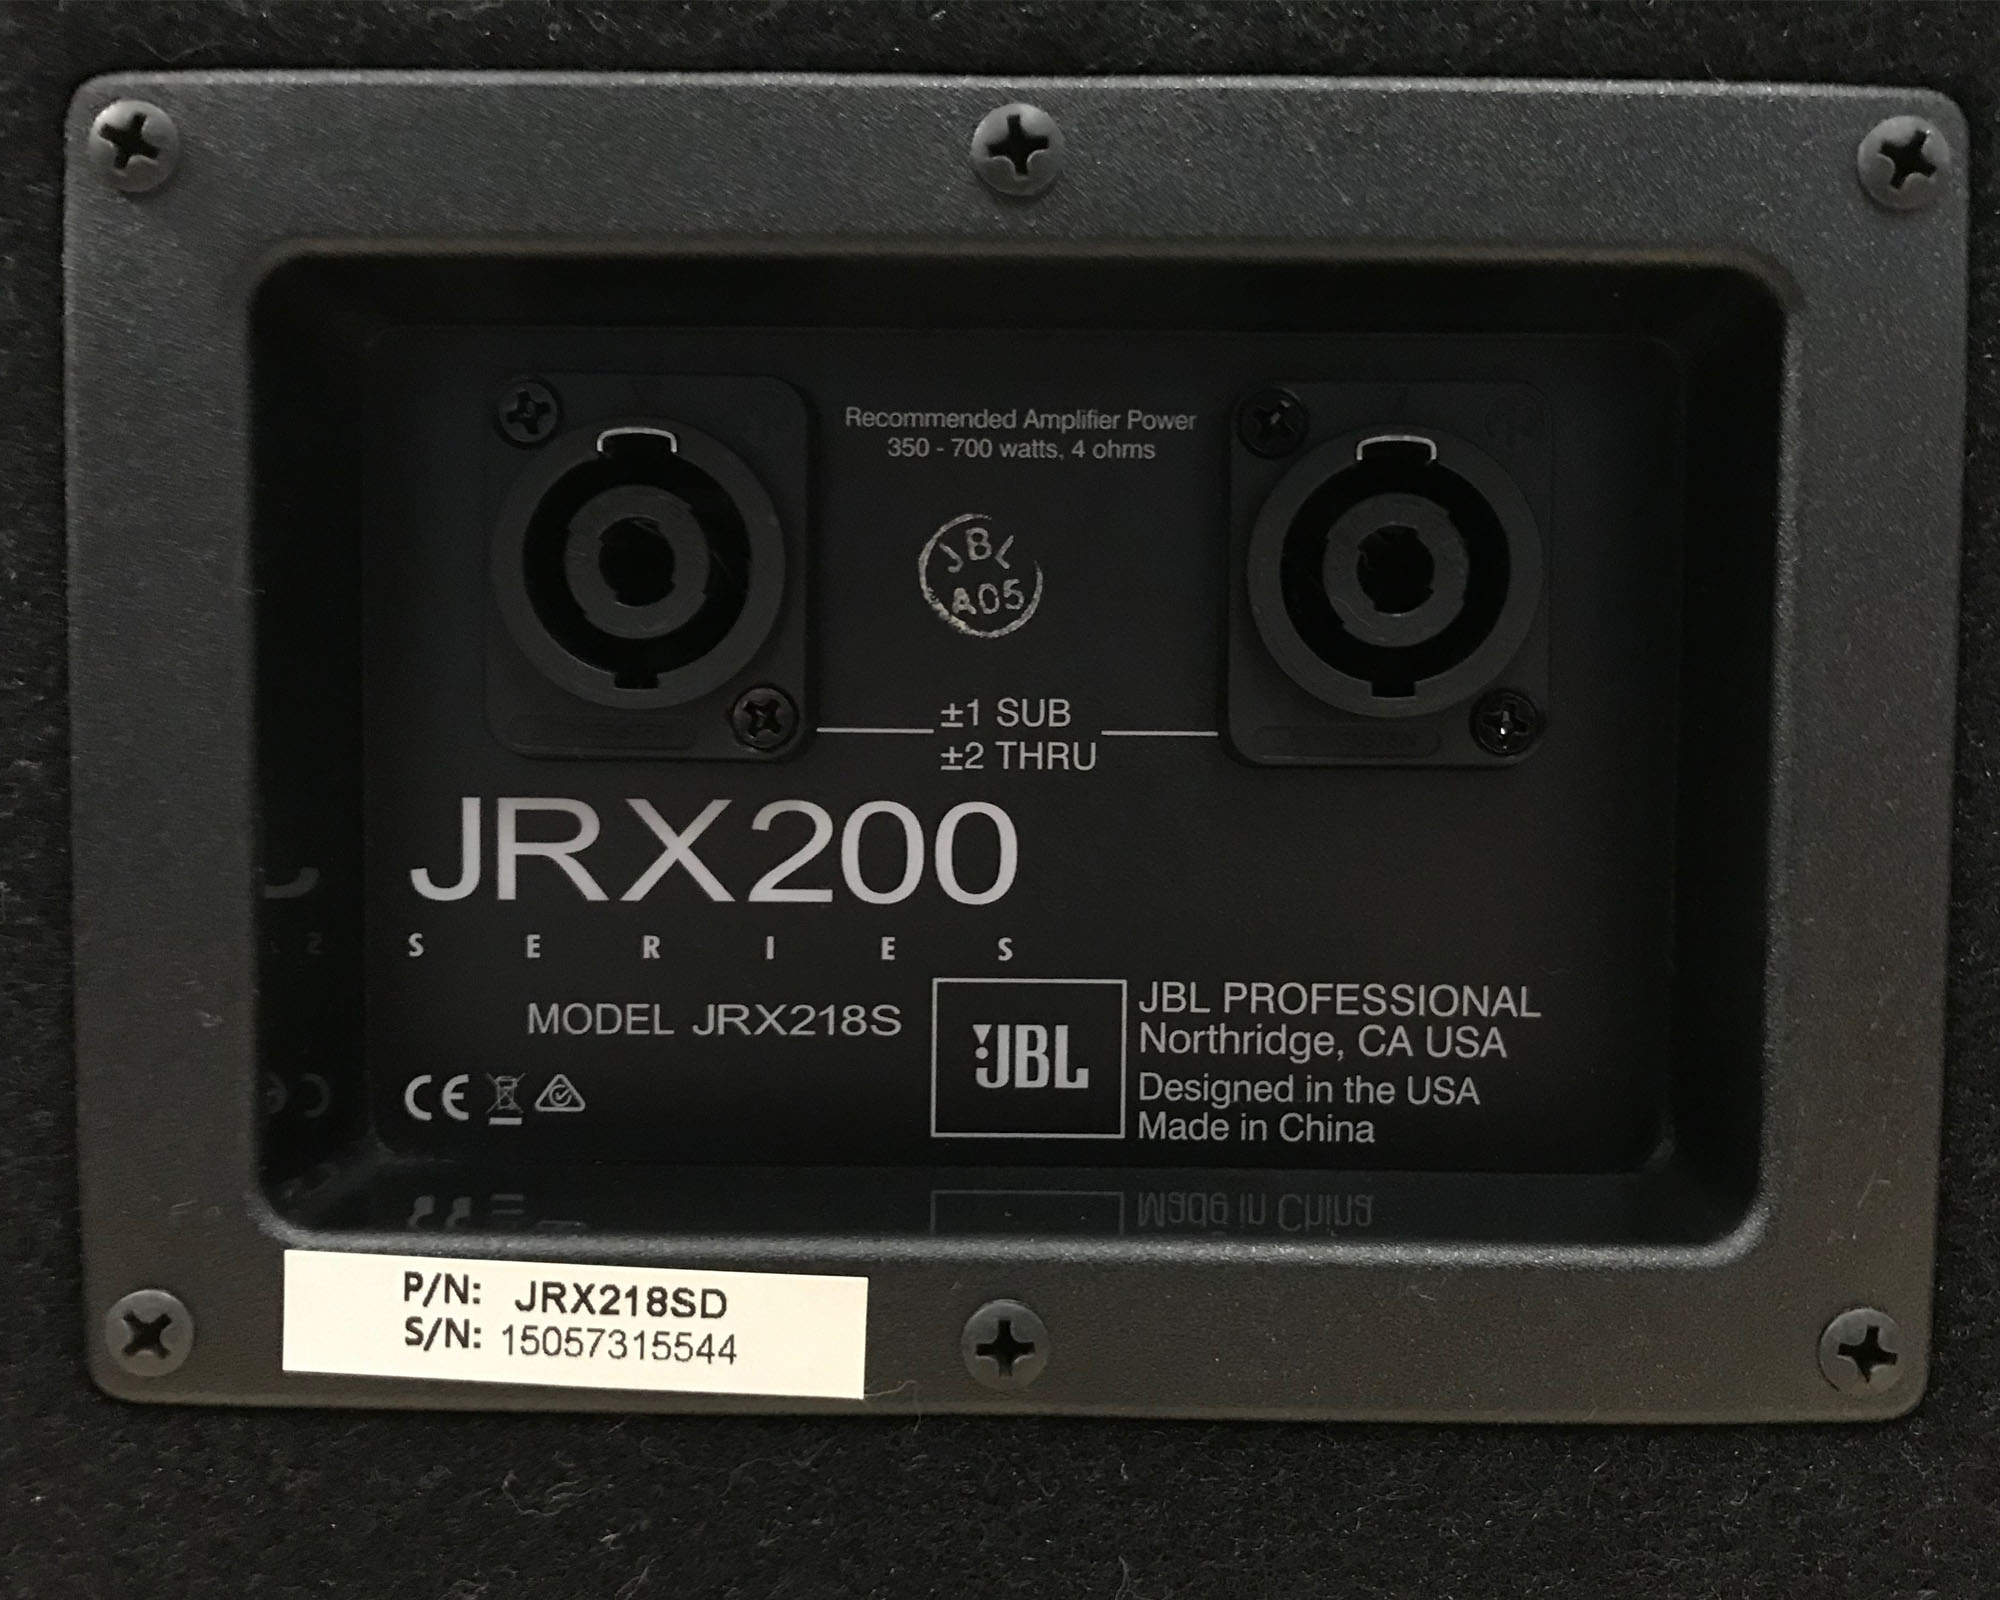 Recommended Amplifier Power
350 - 700 watts, 4 ohms
JBL
A05
±1 SUB
±2 THRU
JRX200
SERIES
MODEL JRX218S
CE
JBL
JBL PROFESSIONAL
Northridge, CA USA
Designed in the USA
Made in China
P/N: JRX218SD
S/N: 15057315544